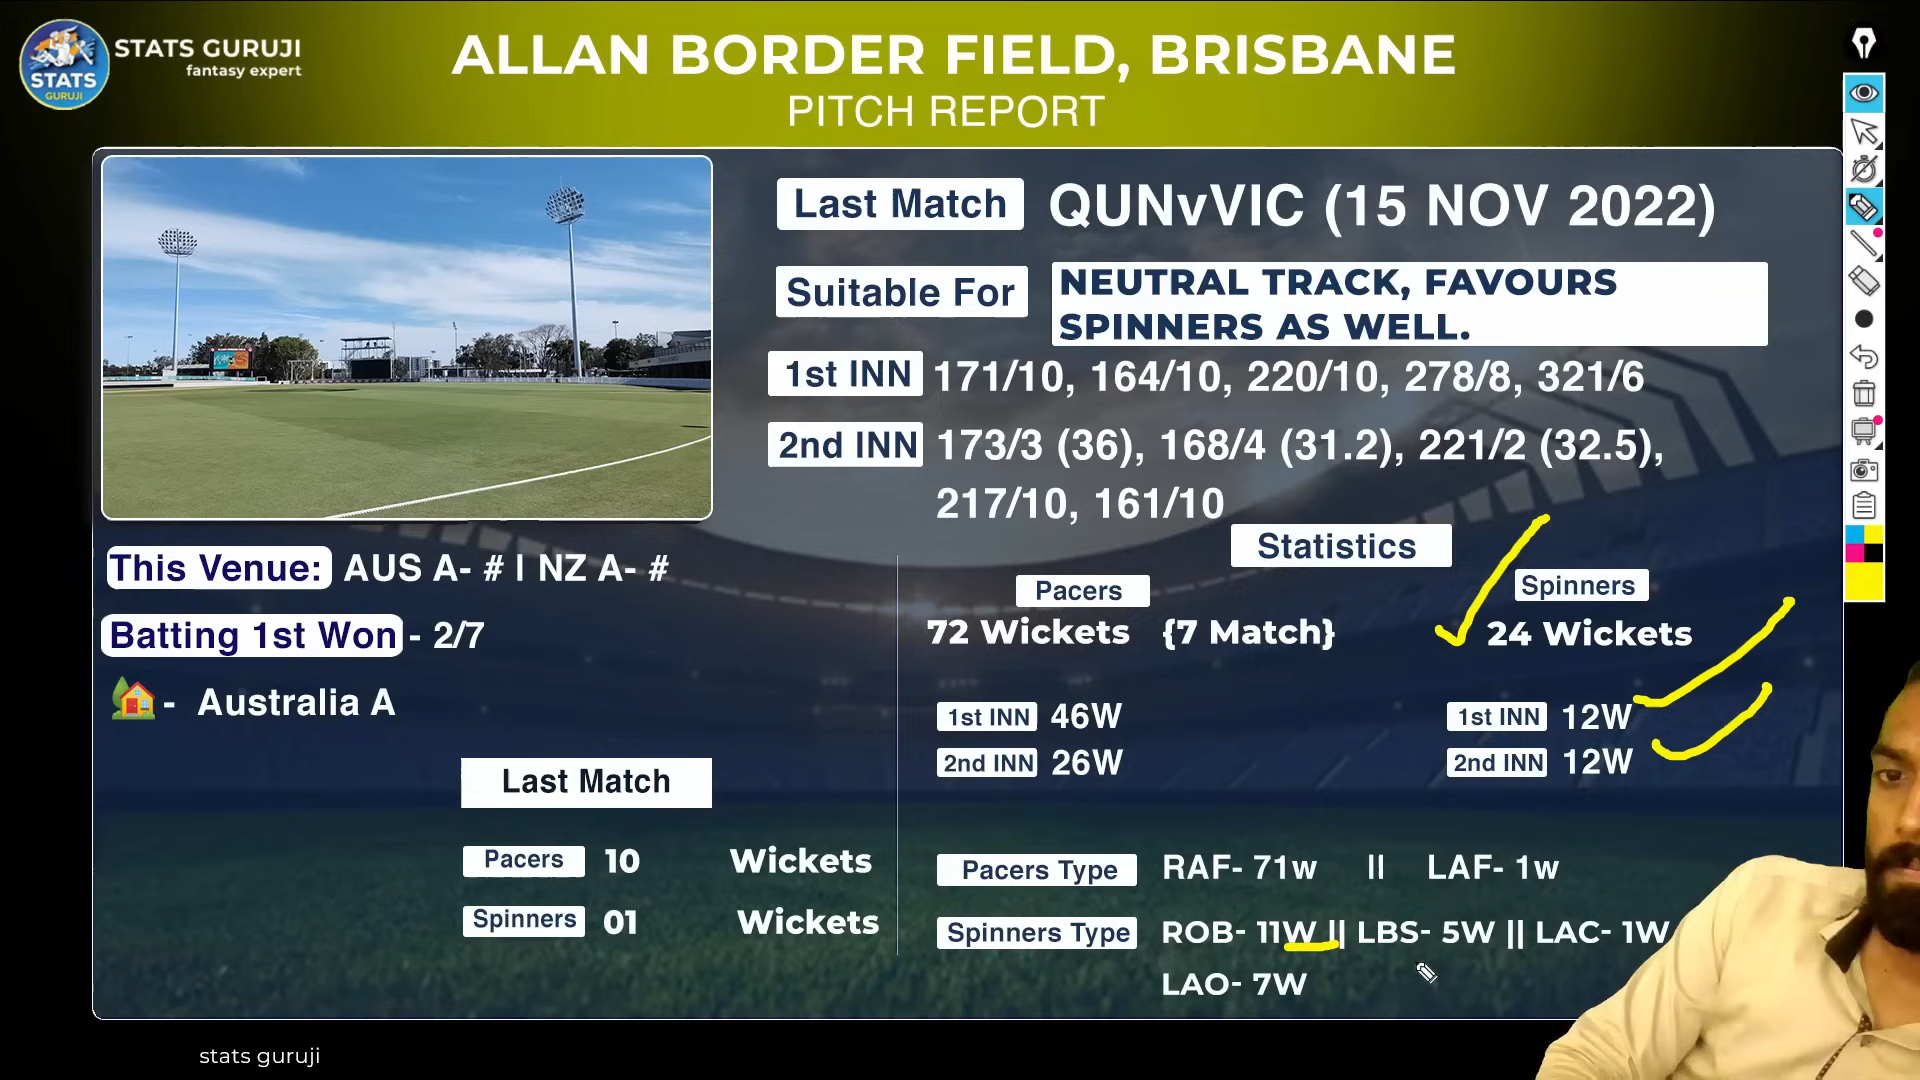 STATS GURUJI
fantasy expert
STATS
GURUJI
ALLAN BORDER FIELD, BRISBANE
PITCH REPORT
Last Match QUNvVIC (15 NOV 2022)
Suitable For NEUTRAL TRACK, FAVOURS
SPINNERS AS WELL.
1st INN 171/10, 164/10, 220/10, 278/8, 321/6
2nd INN 173/3 (36), 168/4 (31.2), 221/2 (32.5),
217/10, 161/10
This Venue: AUS A- # | NZ A- #
Batting 1st Won - 2/7
- Australia A
Last Match
Pacers 10 Wickets
Spinners 01 Wickets
Statistics
Pacers Spinners
72 Wickets {7 Match} 24 Wickets
1st INN 46W 1st INN 12W
2nd INN 26W 2nd INN 12W
Pacers Type RAF- 71w || LAF- 1w
Spinners Type ROB- 11W || LBS- 5W || LAC- 1W
LAO- 7W
stats guruji